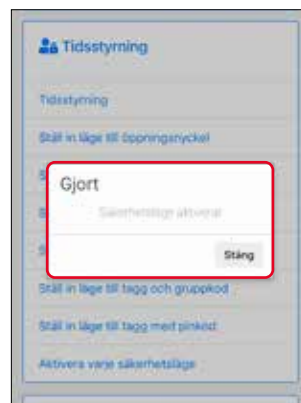 Tidsstyrning
Tidsstyrning
Ställ in läge till öppningsnyckel
Gjort
Säkerhetsläge aktiverat
Stäng
Ställ in läge till tagg och gruppkod
Ställ in läge till tagg med pinkod
Aktivera varje säkerhetsläge